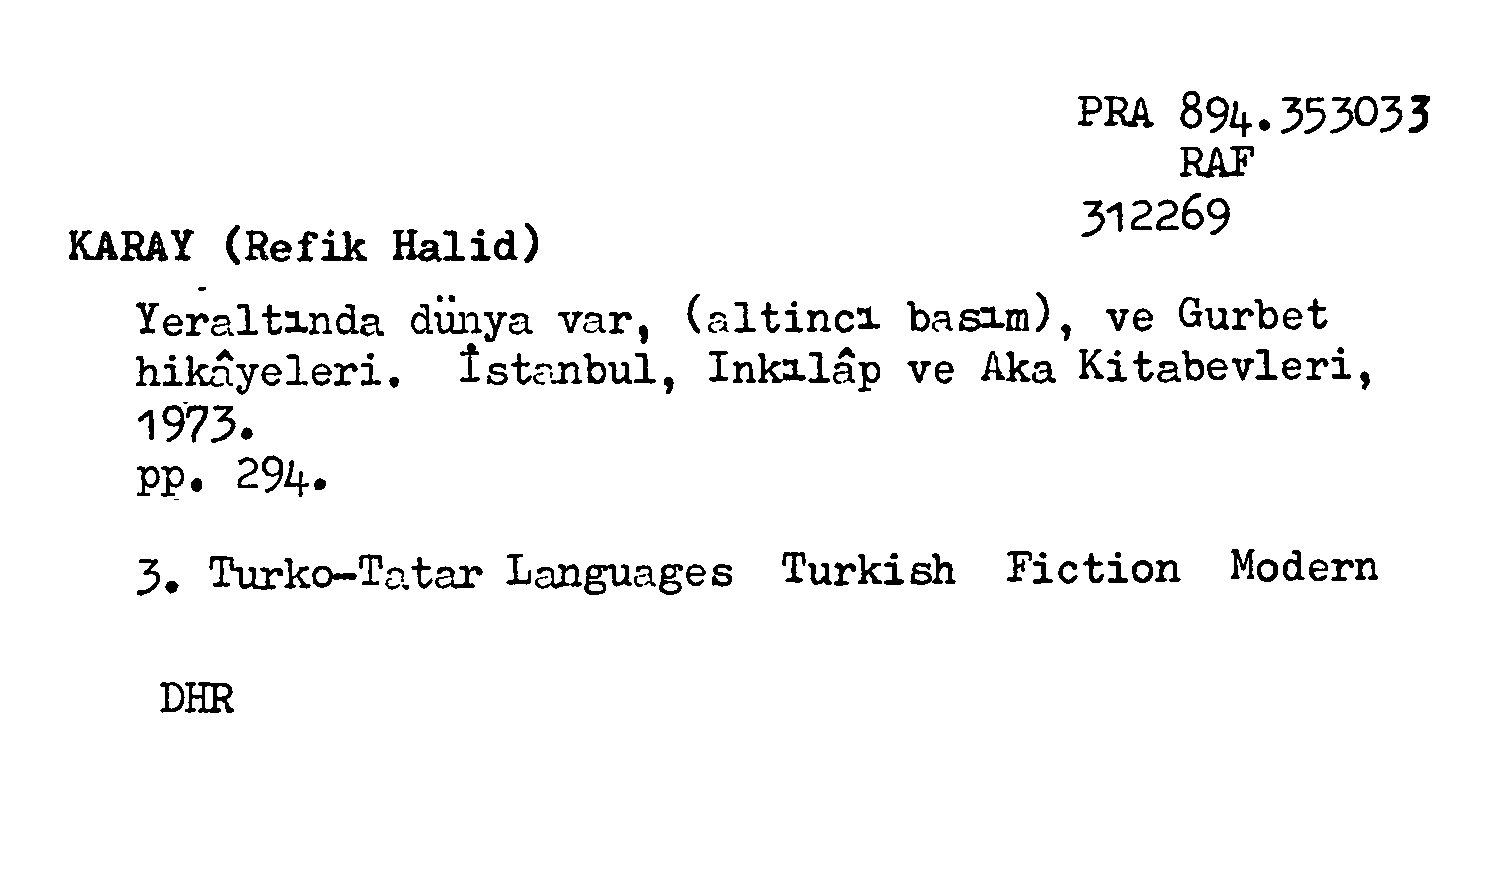 PRA 894.353033
RAF
312269
KARAY (Refik Halid)
Yeraltında dünya var, (altincı basım), ve Gurbet
hikâyeleri. İstanbul, Inkılâp ve Aka Kitabevleri,
1973.
pp. 294.
3. Turko-Tatar Languages Turkish Fiction Modern
DHR